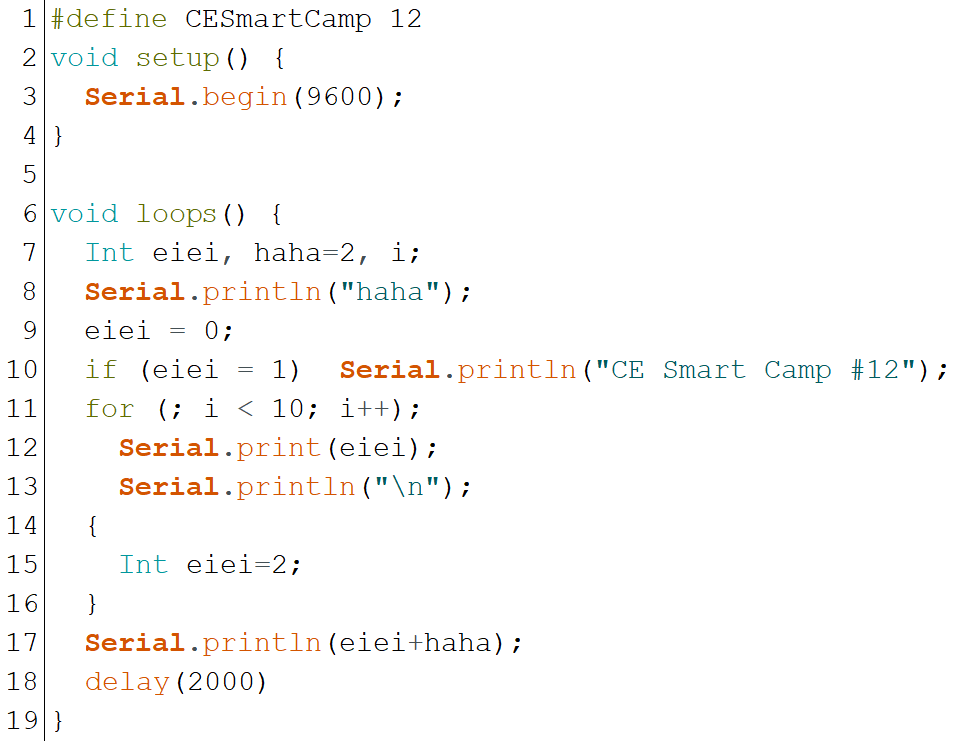 1 #define CESmartCamp 12
2 void setup() {
3   Serial.begin(9600);
4 }
5
6 void loops() {
7   Int eiei, haha=2, i;
8   Serial.println("haha");
9   eiei = 0;
10   if (eiei = 1)  Serial.println("CE Smart Camp #12");
11   for (; i < 10; i++);
12     Serial.print(eiei);
13     Serial.println("\n");
14   {
15     Int eiei=2;
16   }
17   Serial.println(eiei+haha);
18   delay(2000)
19 }